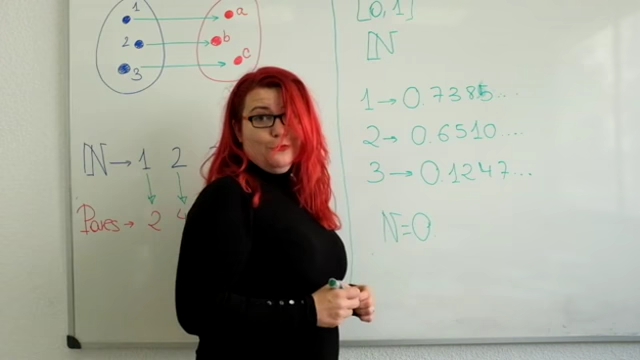 1 a
2 b
3 c
ℕ→ 1 2
Pares→ 2 4
[0,1]
ℕ
1→0.7385...
2→0.6510...
3→0.1247...
N=0.